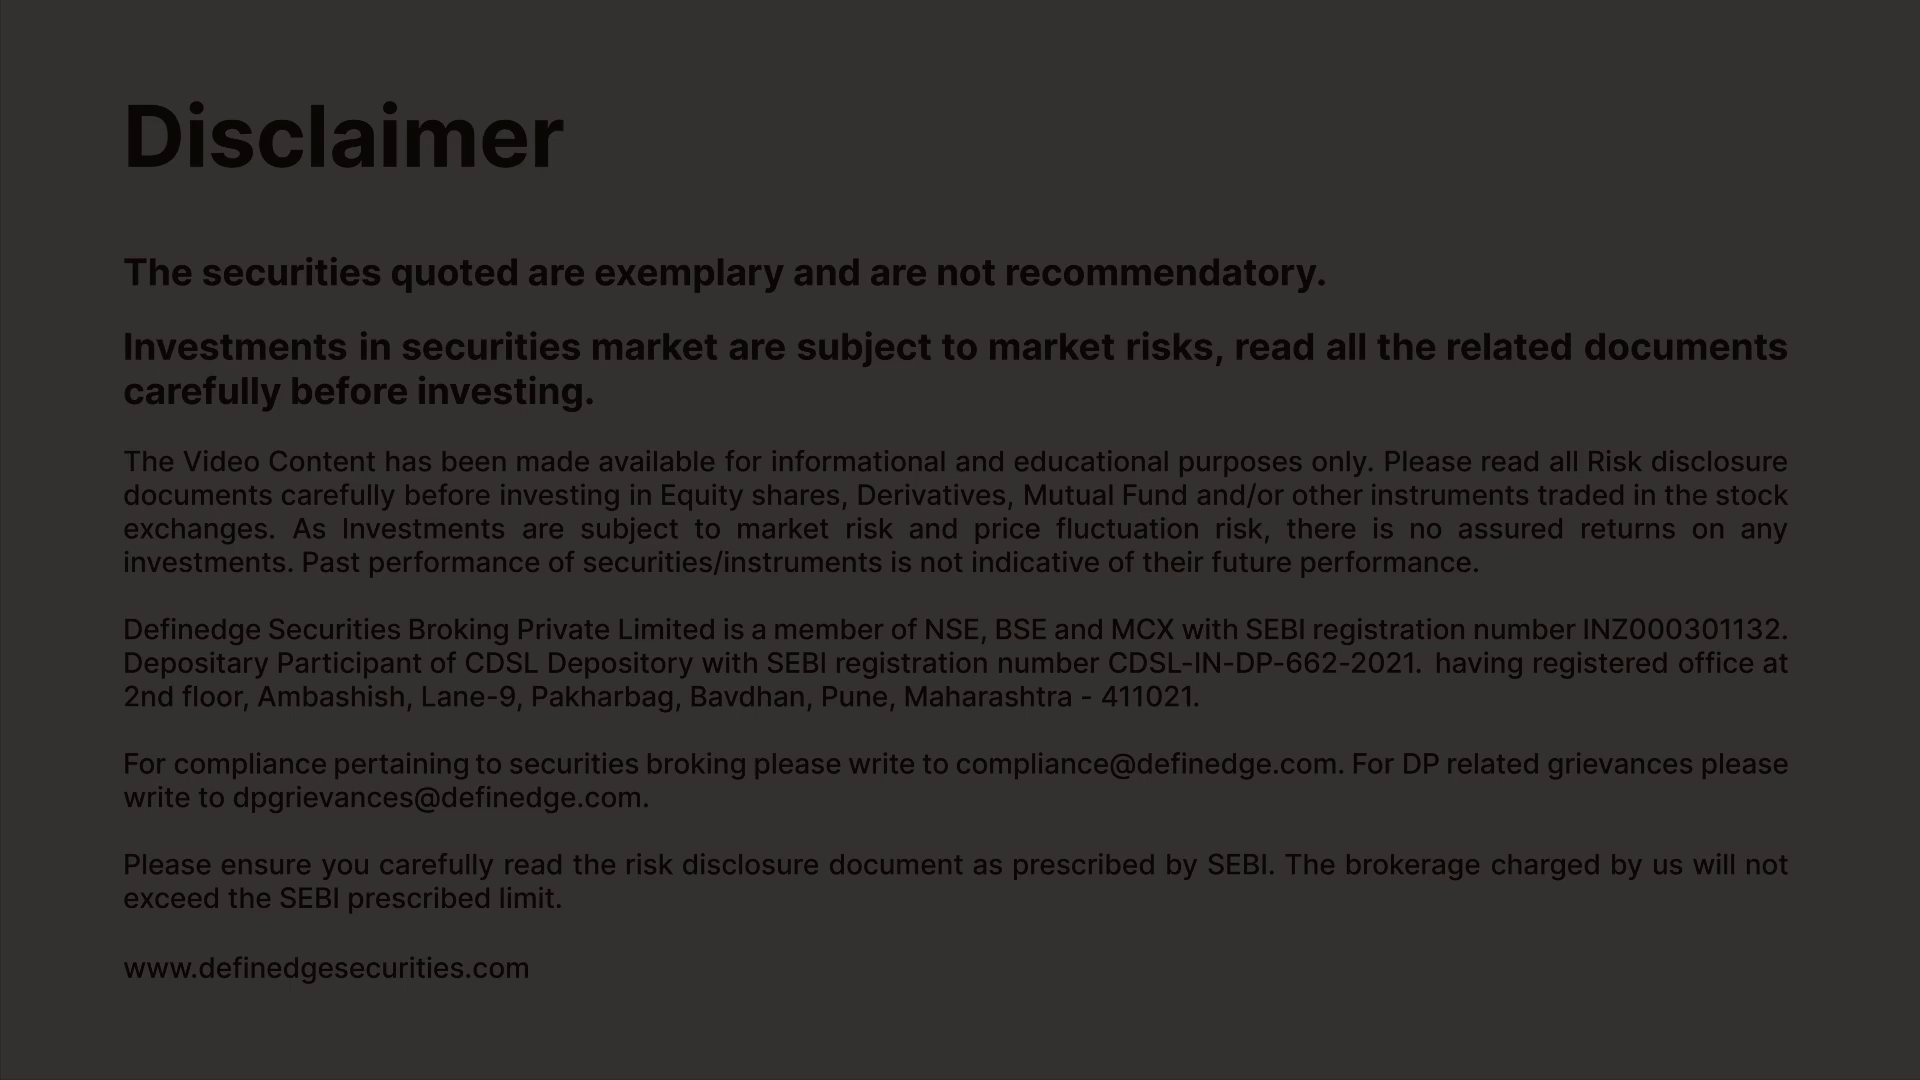 Disclaimer
The securities quoted are exemplary and are not recommendatory.
Investments in securities market are subject to market risks, read all the related documents
carefully before investing.
The Video Content has been made available for informational and educational purposes only. Please read all Risk disclosure
documents carefully before investing in Equity shares, Derivatives, Mutual Fund and/or other instruments traded in the stock
exchanges. As Investments are subject to market risk and price fluctuation risk, there is no assured returns on any
investments. Past performance of securities/instruments is not indicative of their future performance.
Definedge Securities Broking Private Limited is a member of NSE, BSE and MCX with SEBI registration number INZ000301132.
Depositary Participant of CDSL Depository with SEBI registration number CDSL-IN-DP-662-2021. having registered office at
2nd floor, Ambashish, Lane-9, Pakharbag, Bavdhan, Pune, Maharashtra - 411021.
For compliance pertaining to securities broking please write to compliance@definedge.com. For DP related grievances please
write to dpgrievances@definedge.com.
Please ensure you carefully read the risk disclosure document as prescribed by SEBI. The brokerage charged by us will not
exceed the SEBI prescribed limit.
www.definedgesecurities.com